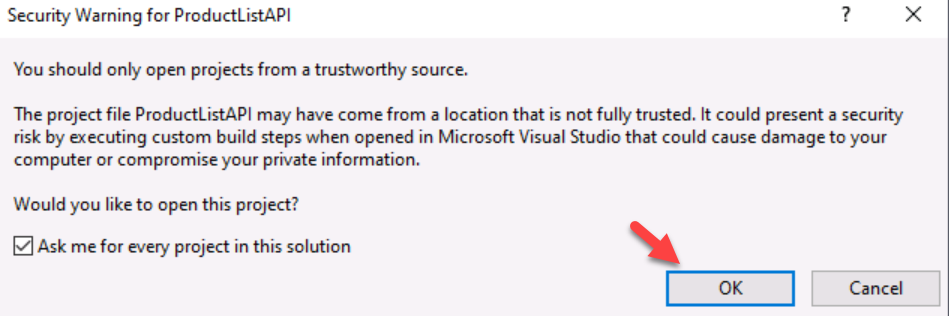 Security Warning for ProductListAPI
?
You should only open projects from a trustworthy source.
The project file ProductListAPI may have come from a location that is not fully trusted. It could present a security
risk by executing custom build steps when opened in Microsoft Visual Studio that could cause damage to your
computer or compromise your private information.
Would you like to open this project?
Ask me for every project in this solution
OK
Cancel